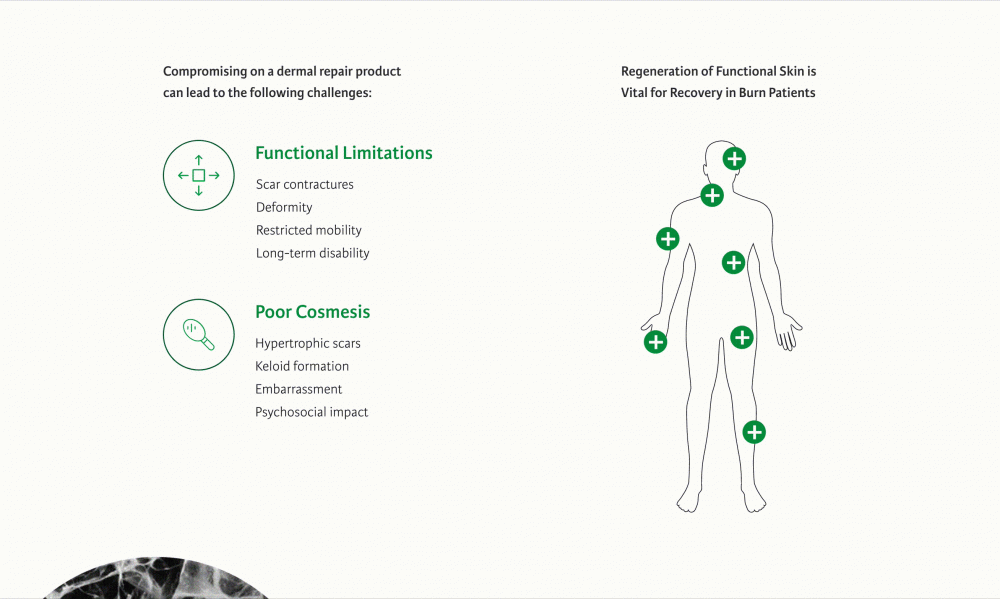 Compromising on a dermal repair product
can lead to the following challenges:
Functional Limitations
Scar contractures
Deformity
Restricted mobility
Long-term disability
Poor Cosmesis
Hypertrophic scars
Keloid formation
Embarrassment
Psychosocial impact
Regeneration of Functional Skin is
Vital for Recovery in Burn Patients